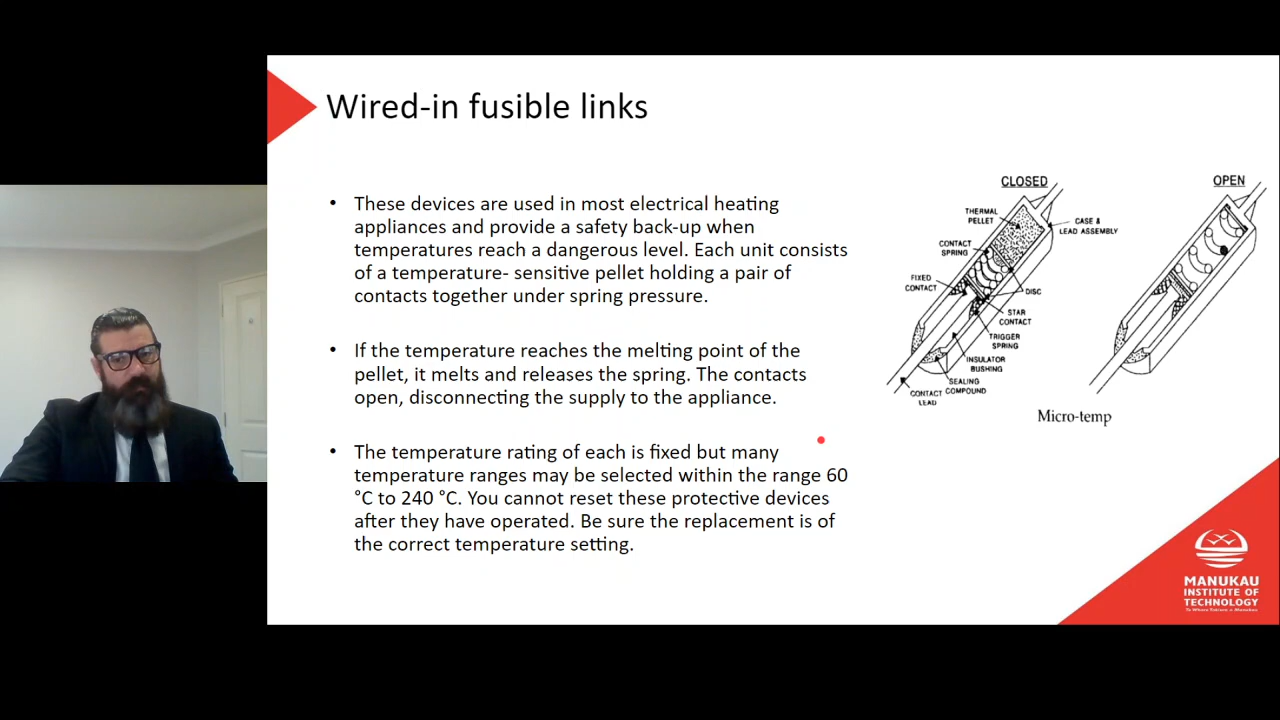 Wired-in fusible links
• These devices are used in most electrical heating
appliances and provide a safety back-up when
temperatures reach a dangerous level. Each unit consists
of a temperature- sensitive pellet holding a pair of
contacts together under spring pressure.
• If the temperature reaches the melting point of the
pellet, it melts and releases the spring. The contacts
open, disconnecting the supply to the appliance.
• The temperature rating of each is fixed but many
temperature ranges may be selected within the range 60
°C to 240 °C. You cannot reset these protective devices
after they have operated. Be sure the replacement is of
the correct temperature setting.
CLOSED
THERMAL
PELLET
CASE &
LEAD ASSEMBLY
CONTACT
SPRING
FIXED
CONTACT
DISC
STAR
CONTACT
TRIGGER
SPRING
INSULATOR
BUSHING
SEALING
COMPOUND
CONTACT
LEAD
OPEN
Micro-temp
MANUKAU
INSTITUTE OF
TECHNOLOGY